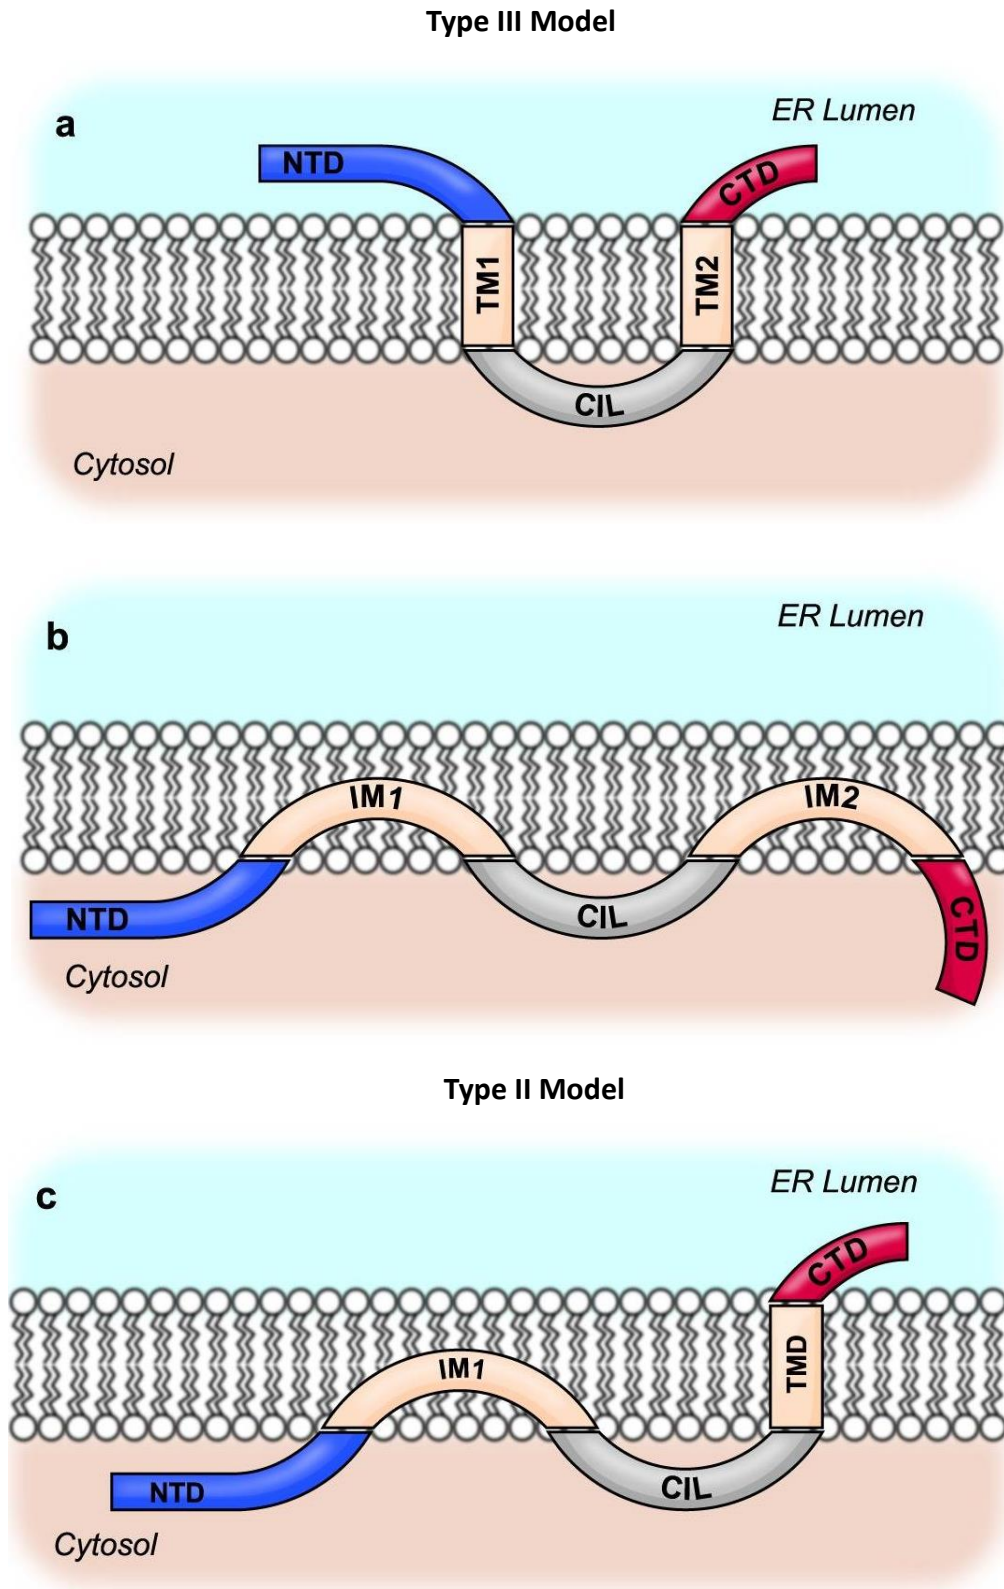 Type III Model
a
ER Lumen
NTD
CTD
TM1
TM2
CIL
Cytosol
ER Lumen
b
IM1
IM2
NTD
CIL
CTD
Cytosol
Type II Model
ER Lumen
c
CTD
IM1
TMD
NTD
CIL
Cytosol